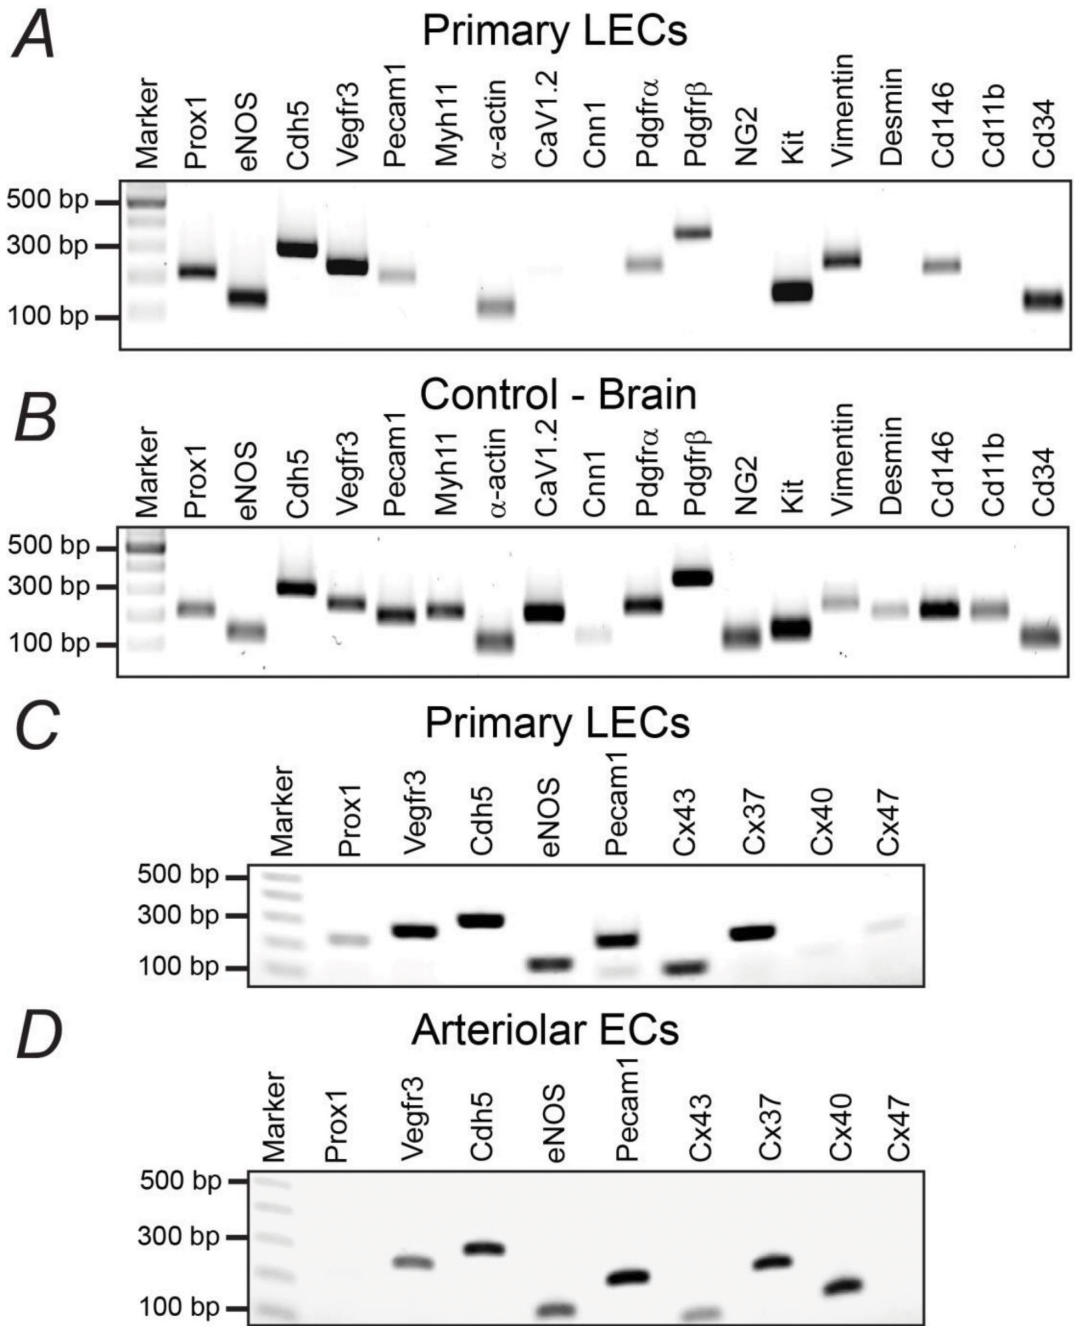 A
Primary LECs
Marker Prox1 eNOS Cdh5 Vegfr3 Pecam1 Myh11 α-actin CaV1.2 Cnn1 Pdgfrα Pdgfrβ NG2 Kit Vimentin Desmin Cd146 Cd11b Cd34
500 bp
300 bp
100 bp
B
Control - Brain
Marker Prox1 eNOS Cdh5 Vegfr3 Pecam1 Myh11 α-actin CaV1.2 Cnn1 Pdgfrα Pdgfrβ NG2 Kit Vimentin Desmin Cd146 Cd11b Cd34
500 bp
300 bp
100 bp
C
Primary LECs
Marker Prox1 Vegfr3 Cdh5 eNOS Pecam1 Cx43 Cx37 Cx40 Cx47
500 bp
300 bp
100 bp
D
Arteriolar ECs
Marker Prox1 Vegfr3 Cdh5 eNOS Pecam1 Cx43 Cx37 Cx40 Cx47
500 bp
300 bp
100 bp